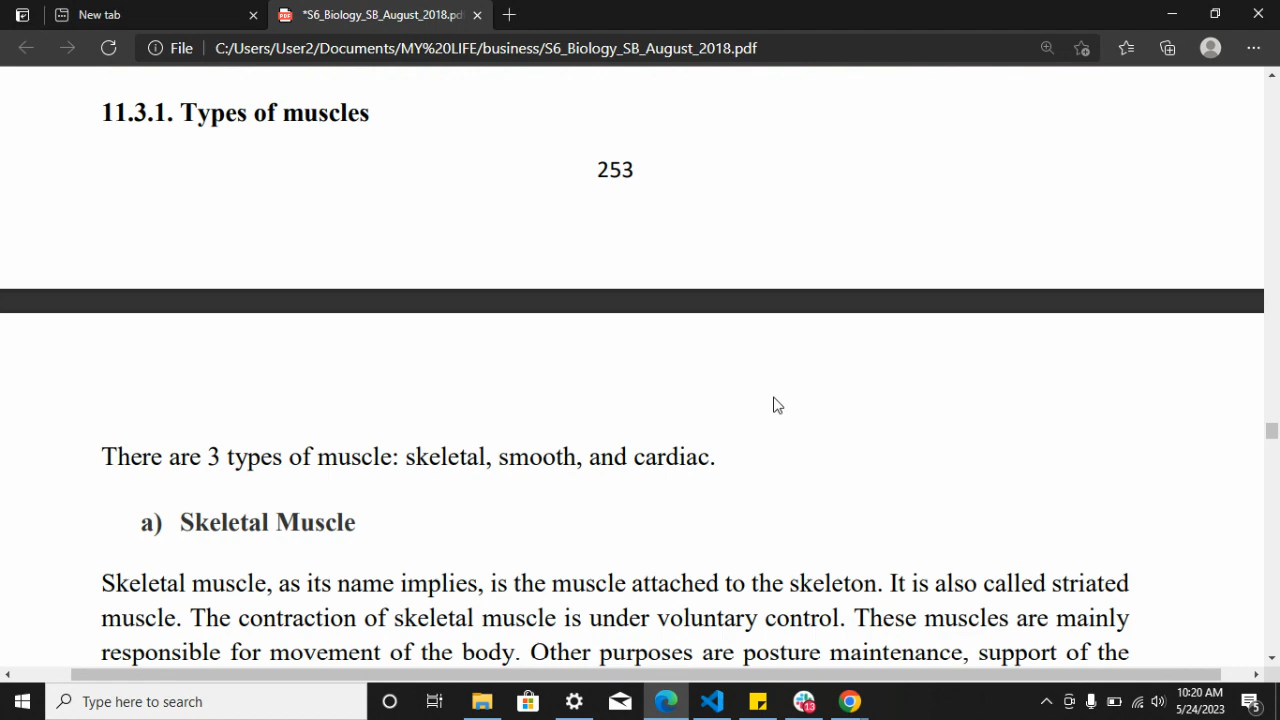 New tab
*S6_Biology_SB_August_2018.pdf
File
C:/Users/User2/Documents/MY%20LIFE/business/S6_Biology_SB_August_2018.pdf
11.3.1. Types of muscles
253
There are 3 types of muscle: skeletal, smooth, and cardiac.
a) Skeletal Muscle
Skeletal muscle, as its name implies, is the muscle attached to the skeleton. It is also called striated
muscle. The contraction of skeletal muscle is under voluntary control. These muscles are mainly
responsible for movement of the body. Other purposes are posture maintenance, support of the
Type here to search
13
10:20 AM
5/24/2023
5